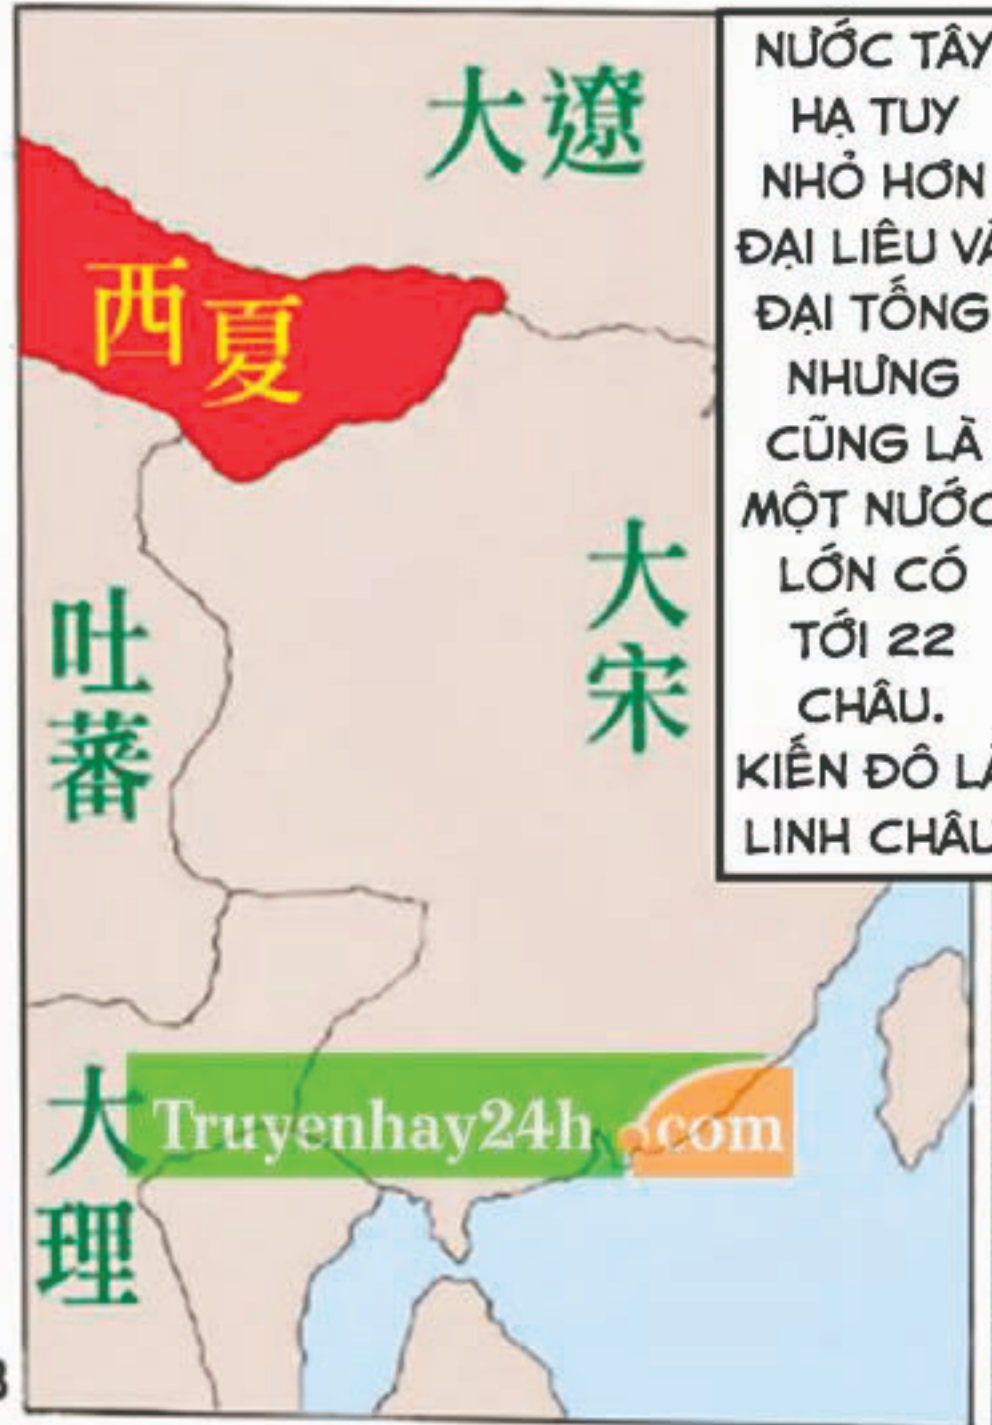 大遼
西夏
大宋
吐蕃
大理
NƯỚC TÂY
HẠ TUY
NHỎ HƠN
ĐẠI LIÊU VÀ
ĐẠI TỐNG
NHƯNG
CŨNG LÀ
MỘT NƯỚC
LỚN CÓ
TỚI 22
CHÂU.
KIẾN ĐÔ LÀ
LINH CHÂU
Truyenhay24h.com